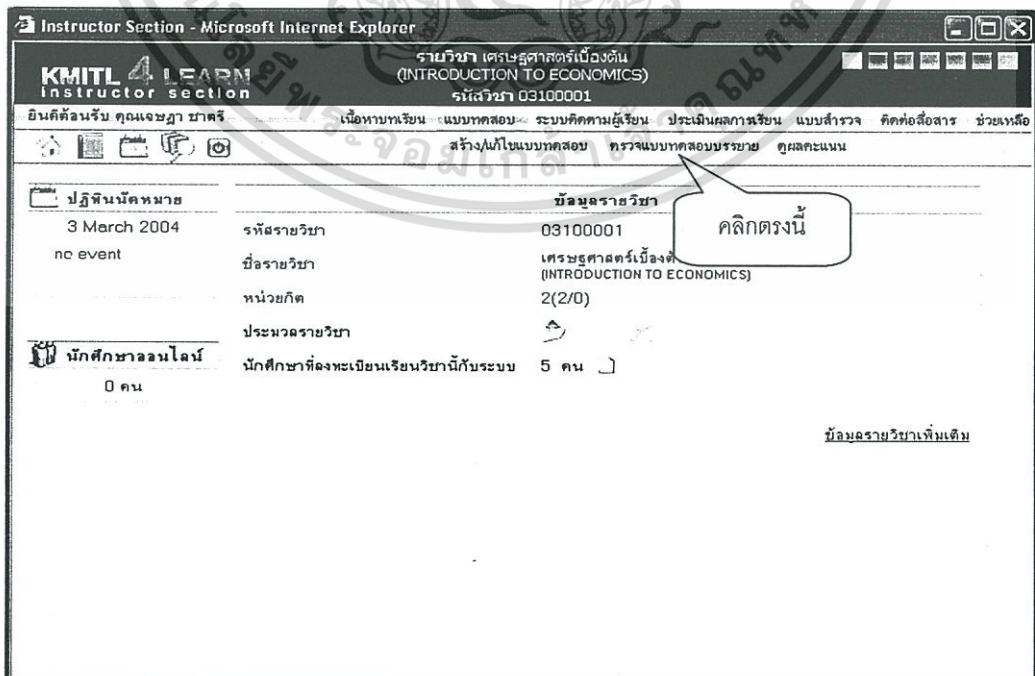 Instructor Section - Microsoft Internet Explorer
KMITL 4 LEARN
instructor section
รายวิชา เศรษฐศาสตร์เบื้องต้น
(INTRODUCTION TO ECONOMICS)
รหัสวิชา 03100001
ยินดีต้อนรับ คุณเจษฎา ชาตรี
เนื้อหาบทเรียน แบบทดสอบ ระบบติดตามผู้เรียน ประเมินผลการเรียน แบบสำรวจ ติดต่อสื่อสาร ช่วยเหลือ
สร้าง/แก้ไขแบบทดสอบ ตรวจแบบทดสอบบรรยาย ดูผลคะแนน
คลิกตรงนี้
ปฏิทินนัดหมาย
3 March 2004
no event
นักศึกษาออนไลน์
0 คน
ข้อมูลรายวิชา
รหัสรายวิชา 03100001
ชื่อรายวิชา เศรษฐศาสตร์เบื้องต้
(INTRODUCTION TO ECONOMICS)
หน่วยกิต 2(2/0)
ประมวลรายวิชา
นักศึกษาที่ลงทะเบียนเรียนวิชานี้กับระบบ 5 คน
ข้อมูลรายวิชาเพิ่มเติม